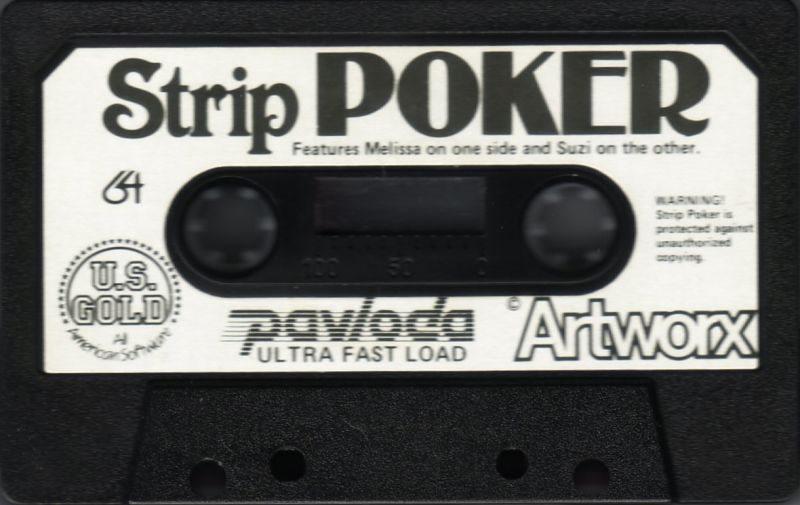 Strip POKER
Features Melissa on one side and Suzi on the other.
64
WARNING!
Strip Poker is
protected against
unauthorized
copying.
100 50 0
U.S.
GOLD
All
American Software
pavloda
ULTRA FAST LOAD
© Artworx